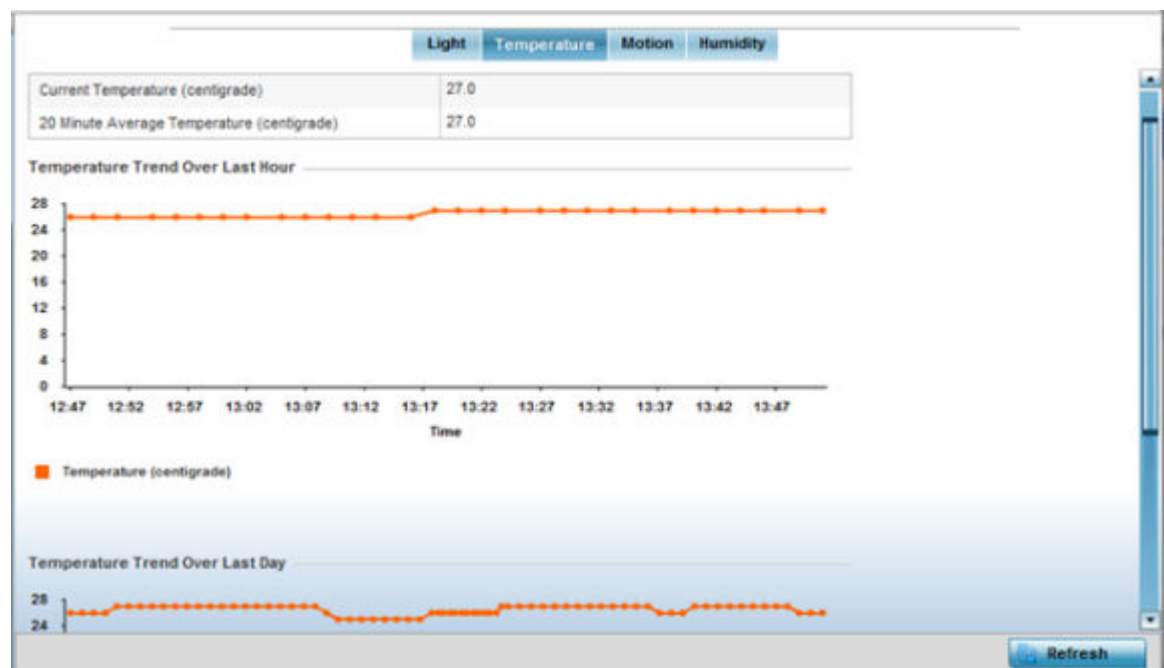 Light Temperature Motion Humidity
Current Temperature (centigrade) 27.0
20 Minute Average Temperature (centigrade) 27.0
Temperature Trend Over Last Hour
28
24
20
16
12
8
4
0
12:47 12:52 12:57 13:02 13:07 13:12 13:17 13:22 13:27 13:32 13:37 13:42 13:47
Time
Temperature (centigrade)
Temperature Trend Over Last Day
28
24
Refresh